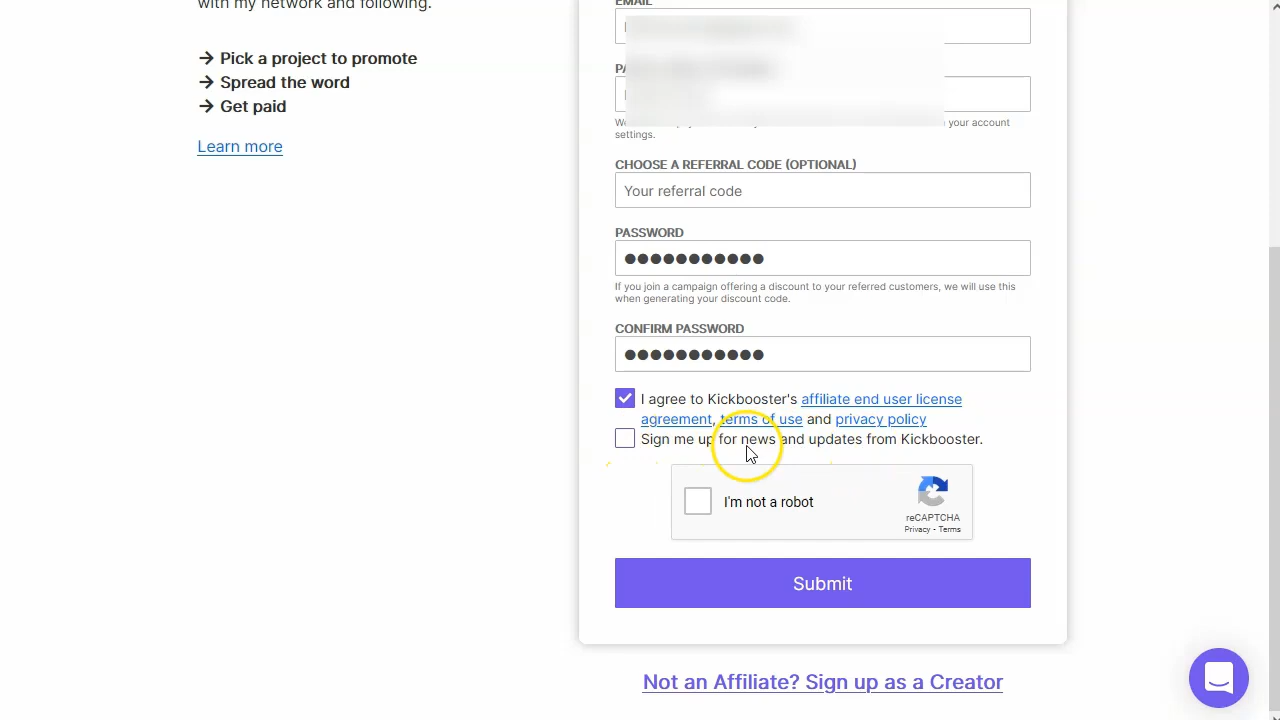 with my network and following.
→ Pick a project to promote
→ Spread the word
→ Get paid
Learn more
EMAIL
CHOOSE A REFERRAL CODE (OPTIONAL)
Your referral code
PASSWORD
●●●●●●●●●●●
If you join a campaign offering a discount to your referred customers, we will use this
when generating your discount code.
CONFIRM PASSWORD
●●●●●●●●●●●
I agree to Kickbooster's affiliate end user license
agreement, terms of use and privacy policy
Sign me up for news and updates from Kickbooster.
I'm not a robot
reCAPTCHA
Privacy - Terms
Submit
Not an Affiliate? Sign up as a Creator
your account
settings.